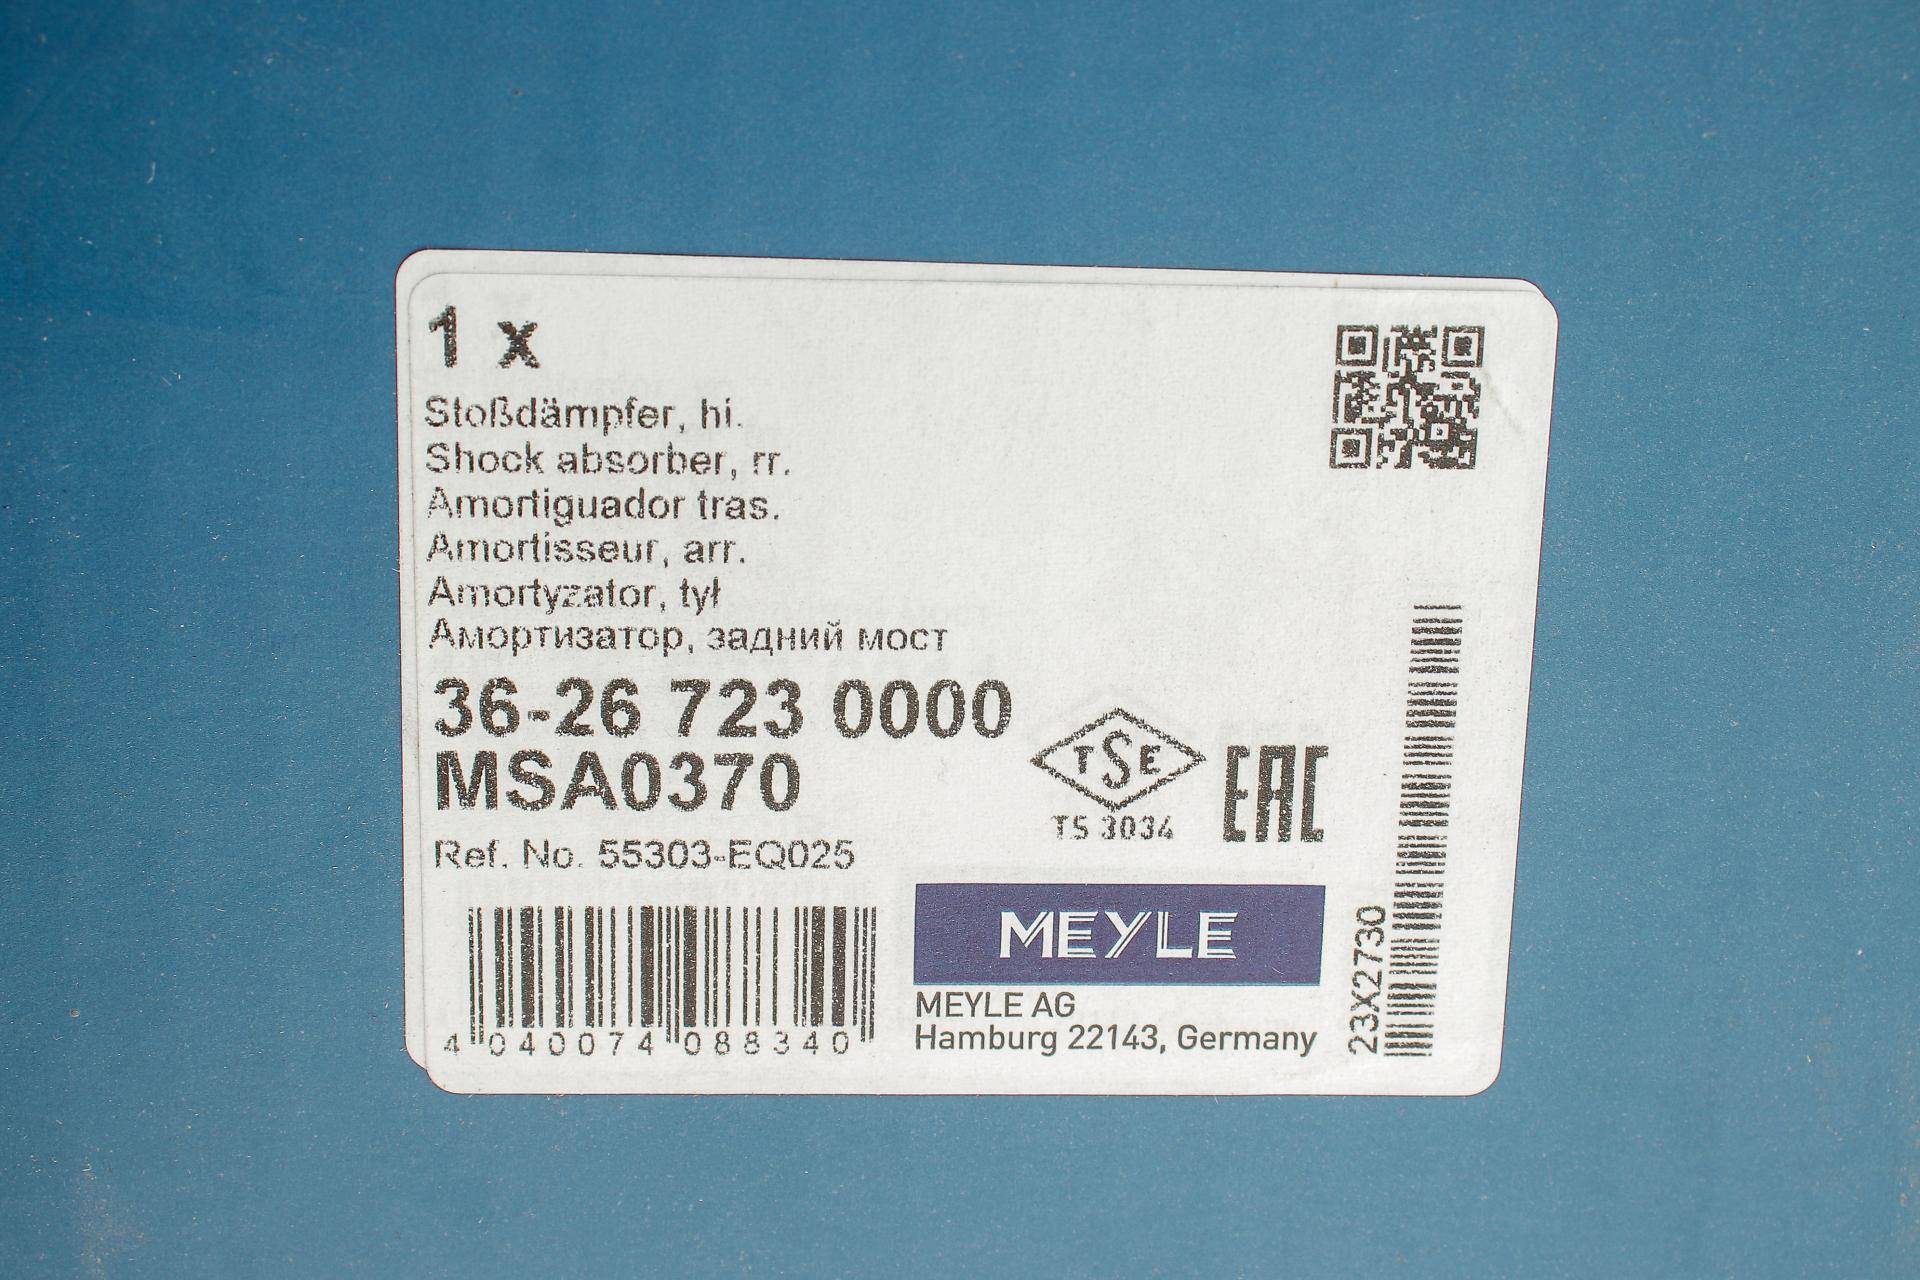 1 x
Stoßdämpfer, hi.
Shock absorber, rr.
Amortiguador tras.
Amortisseur, arr.
Amortyzator, tył
Амортизатор, задний мост
36-26 723 0000
MSA0370
Ref. No. 55303-EQ025
TSE
TS 3034
EAC
4 040074 088340
MEYLE
MEYLE AG
Hamburg 22143, Germany
23X2730